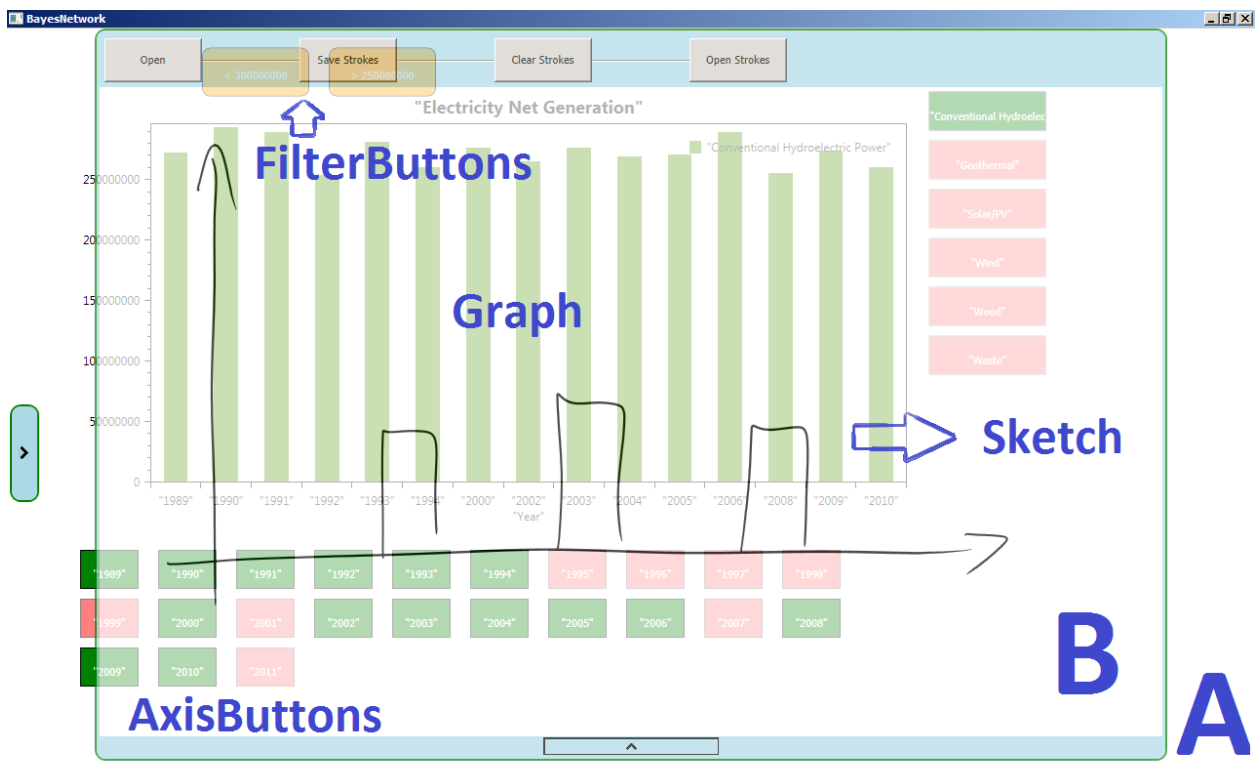 BayesNetwork
Open
Save Strokes
Clear Strokes
Open Strokes
< 300000000
> 250000000
"Electricity Net Generation"
"Conventional Hydroelec
FilterButtons
"Conventional Hydroelectric Power"
"Geothermal"
250000000
"Solar/PV"
200000000
"Wind"
150000000
Graph
"Wood"
100000000
"Waste"
50000000
Sketch
>
0
"1989" "1990" "1991" "1992" "1993" "1994" "2000" "2002" "2003" "2004" "2005" "2006" "2008" "2009" "2010"
"Year"
"1989" "1990" "1991" "1992" "1993" "1994" "1995" "1996" "1997" "1998"
"1999" "2000" "2001" "2002" "2003" "2004" "2005" "2006" "2007" "2008"
"2009" "2010" "2011"
B
A
AxisButtons